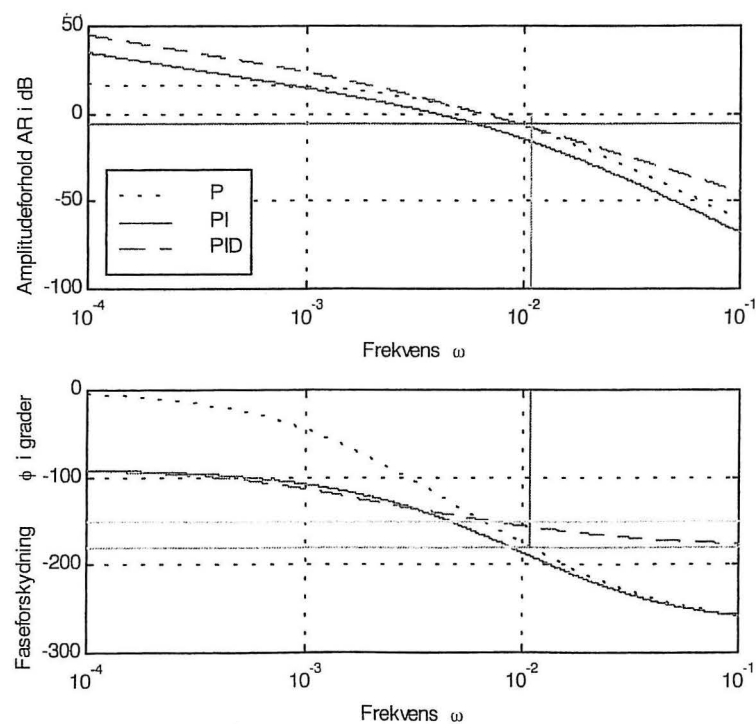 50
0
-50
-100
Amplitudeforhold AR i dB
P
PI
PID
10-4
10-3
10-2
10-1
Frekvens ω
0
-100
-200
-300
Faseforskydning ϕ i grader
10-4
10-3
10-2
10-1
Frekvens ω